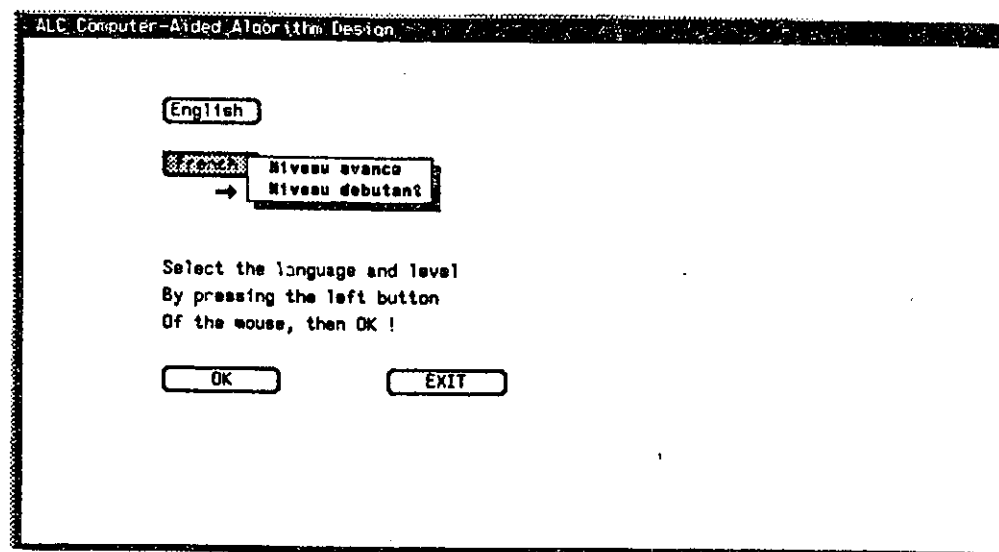 ALC Computer-Aided Algorithm Design
English
French
Niveau avance
Niveau debutant
Select the language and level
By pressing the left button
Of the mouse, then OK !
OK
EXIT